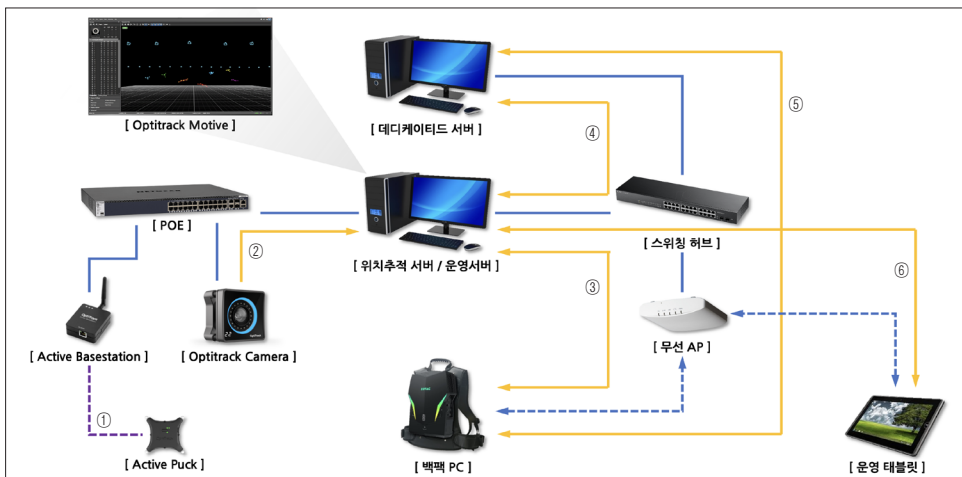 [ Optitrack Motive ]
[ 데디케이티드 서버 ]
⑤
④
[ POE ]
[ 스위칭 허브 ]
②
[ 위치추적 서버 / 운영서버 ]
③
⑥
[ Active Basestation ]
[ Optitrack Camera ]
[ 무선 AP ]
①
[ Active Puck ]
[ 백팩 PC ]
[ 운영 태블릿 ]